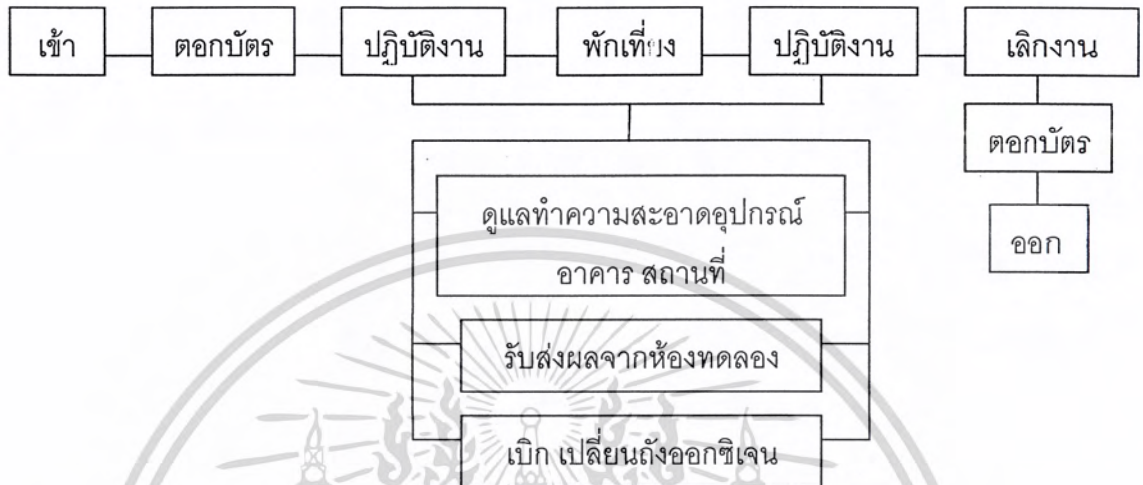 เข้า
ตอกบัตร
ปฏิบัติงาน
พักเที่ยง
ปฏิบัติงาน
เลิกงาน
ตอกบัตร
ออก
ดูแลทำความสะอาดอุปกรณ์
อาคาร สถานที่
รับส่งผลจากห้องทดลอง
เบิก เปลี่ยนถังออกซิเจน